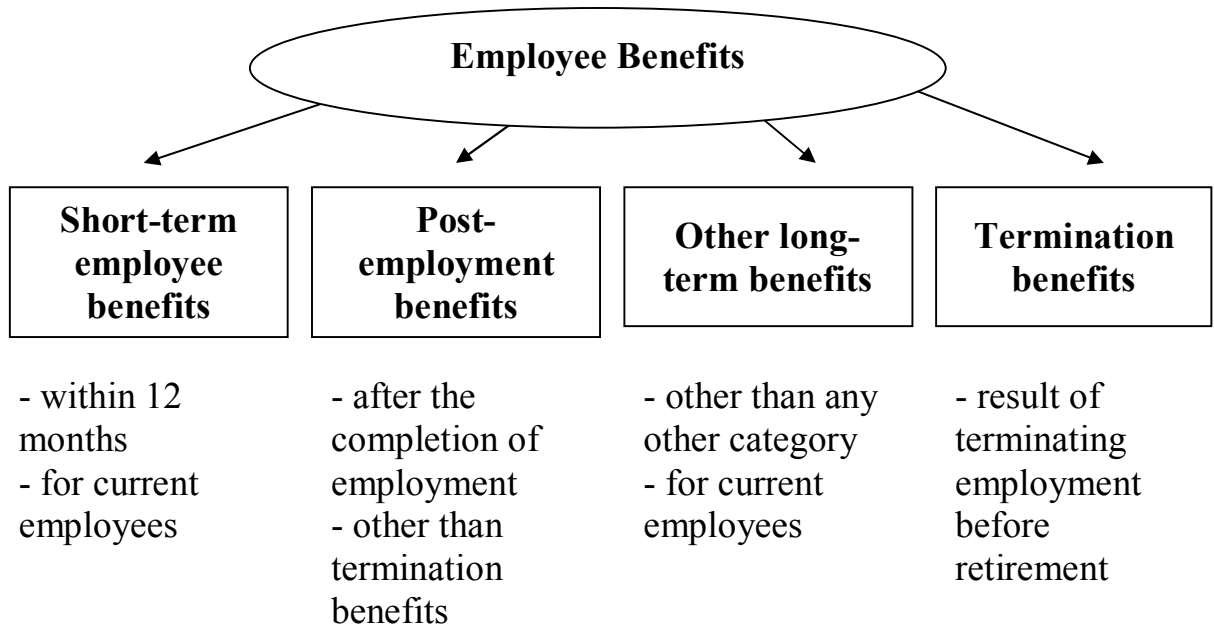 Employee Benefits
Short-term
employee
benefits
Post-
employment
benefits
Other long-
term benefits
Termination
benefits
- within 12
months
- for current
employees
- after the
completion of
employment
- other than
termination
benefits
- other than any
other category
- for current
employees
- result of
terminating
employment
before
retirement